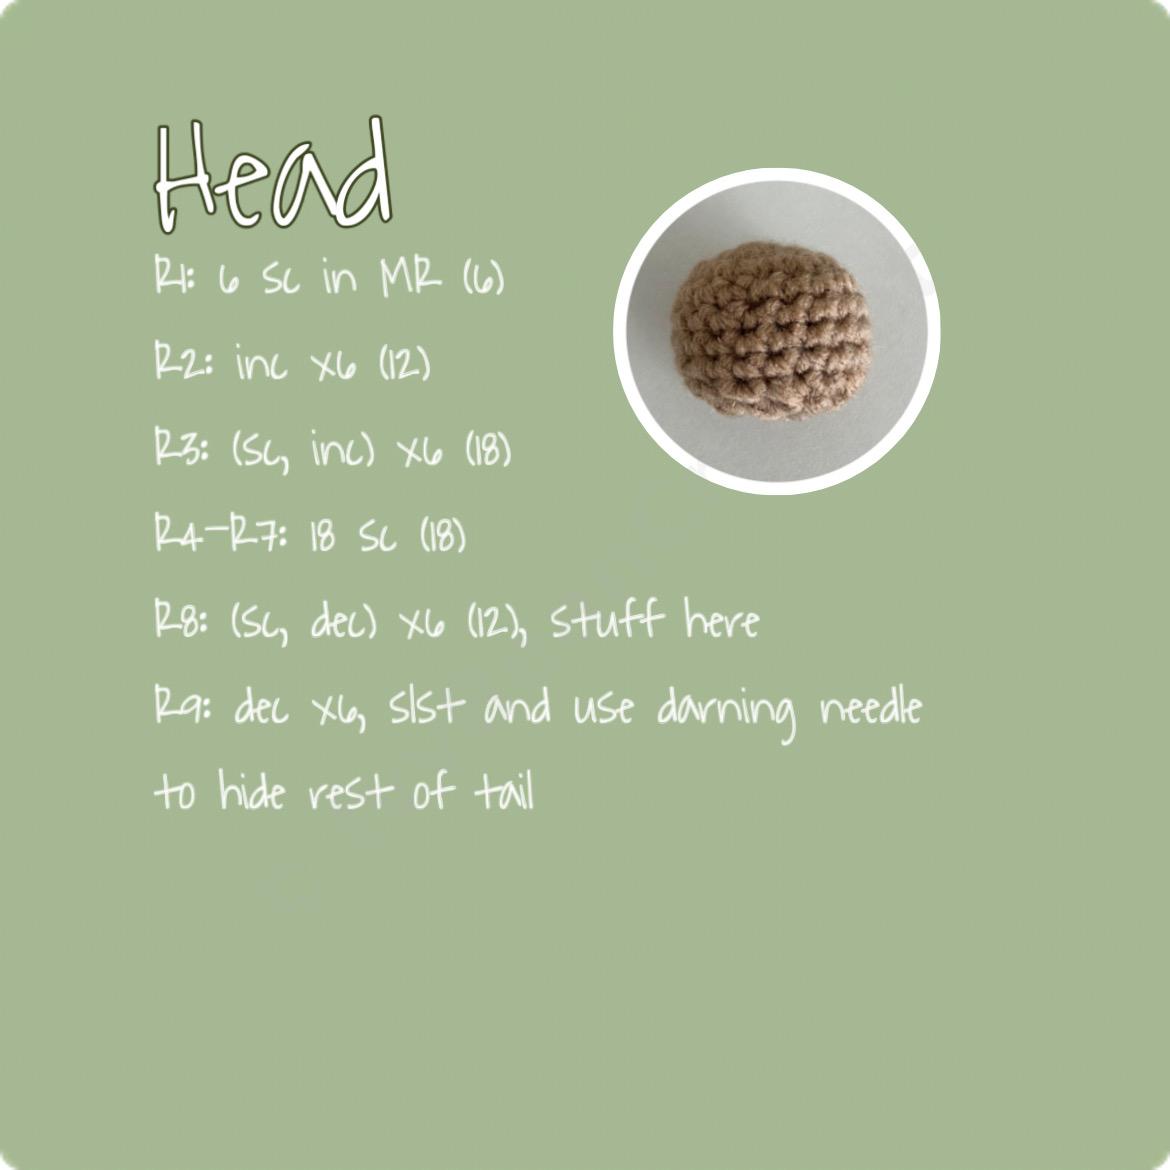 Head
R1: 6 sc in MR (6)
R2: inc x6 (12)
R3: (sc, inc) x6 (18)
R4-R7: 18 sc (18)
R8: (sc, dec) x6 (12), stuff here
R9: dec x6, slst and use darning needle
to hide rest of tail